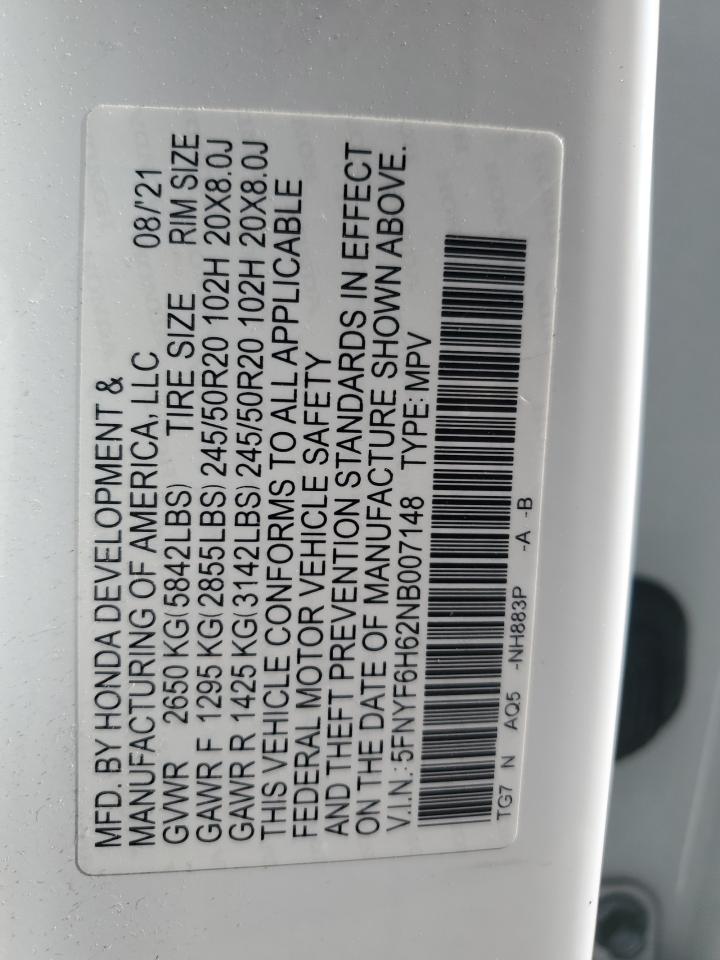 MFD. BY HONDA DEVELOPMENT &
MANUFACTURING OF AMERICA, LLC 08/'21
GVWR 2650 KG(5842LBS) TIRE SIZE RIM SIZE
GAWR F 1295 KG(2855LBS) 245/50R20 102H 20X8.0J
GAWR R 1425 KG(3142LBS) 245/50R20 102H 20X8.0J
THIS VEHICLE CONFORMS TO ALL APPLICABLE
FEDERAL MOTOR VEHICLE SAFETY
AND THEFT PREVENTION STANDARDS IN EFFECT
ON THE DATE OF MANUFACTURE SHOWN ABOVE.
V.I.N.: 5FNYF6H62NB007148 TYPE: MPV
TG7 N AQ5 -NH883P -A -B